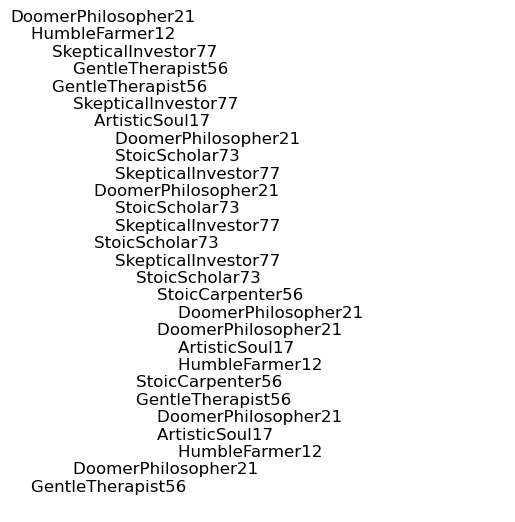 DoomerPhilosopher21
HumbleFarmer12
SkepticalInvestor77
GentleTherapist56
GentleTherapist56
SkepticalInvestor77
ArtisticSoul17
DoomerPhilosopher21
StoicScholar73
SkepticalInvestor77
DoomerPhilosopher21
StoicScholar73
SkepticalInvestor77
StoicScholar73
SkepticalInvestor77
StoicScholar73
StoicCarpenter56
DoomerPhilosopher21
DoomerPhilosopher21
ArtisticSoul17
HumbleFarmer12
StoicCarpenter56
GentleTherapist56
DoomerPhilosopher21
ArtisticSoul17
HumbleFarmer12
DoomerPhilosopher21
GentleTherapist56